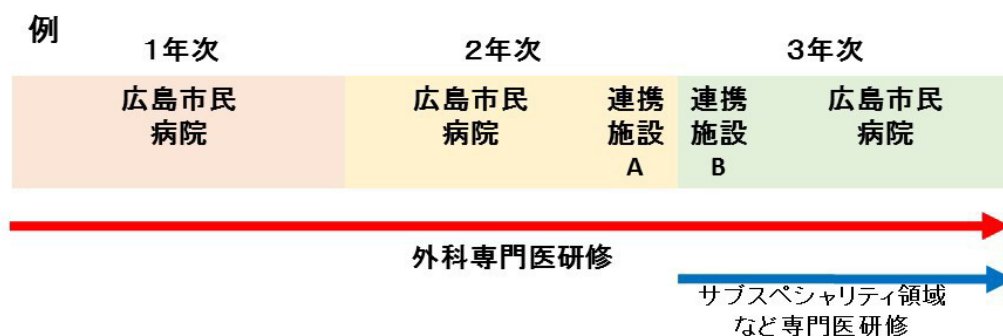 例
1年次
2年次
3年次
広島市民
病院
広島市民
病院
連携
施設
A
連携
施設
B
広島市民
病院
外科専門医研修
サブスペシャリティ領域
など専門医研修